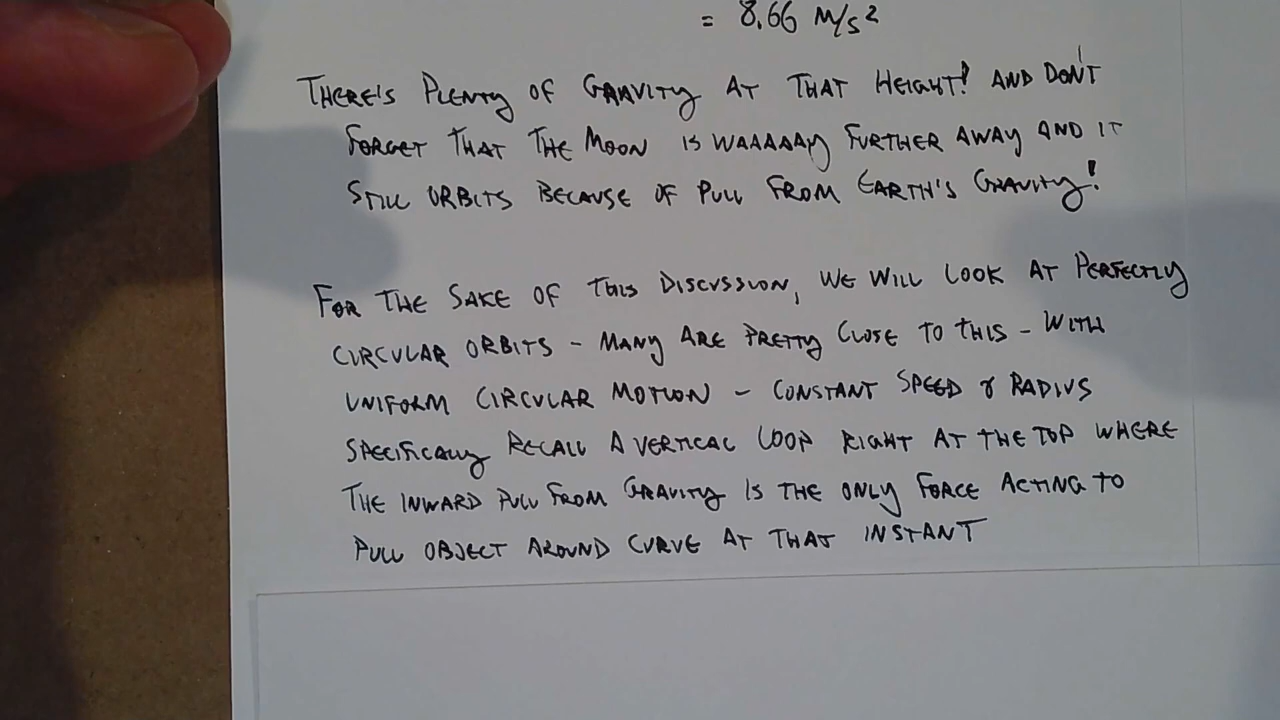 = 8.66 M/S²
THERE'S PLENTY OF GRAVITY AT THAT HEIGHT! AND DON'T
FORGET THAT THE MOON IS WAAAAAY FURTHER AWAY AND IT
STILL ORBITS BECAUSE OF PULL FROM EARTH'S GRAVITY!
FOR THE SAKE OF THIS DISCUSSION, WE WILL LOOK AT PERFECTLY
CIRCULAR ORBITS - MANY ARE PRETTY CLOSE TO THIS - WITH
UNIFORM CIRCULAR MOTION - CONSTANT SPEED & RADIUS
SPECIFICALLY RECALL A VERTICAL LOOP RIGHT AT THE TOP WHERE
THE INWARD PULL FROM GRAVITY IS THE ONLY FORCE ACTING TO
PULL OBJECT AROUND CURVE AT THAT INSTANT